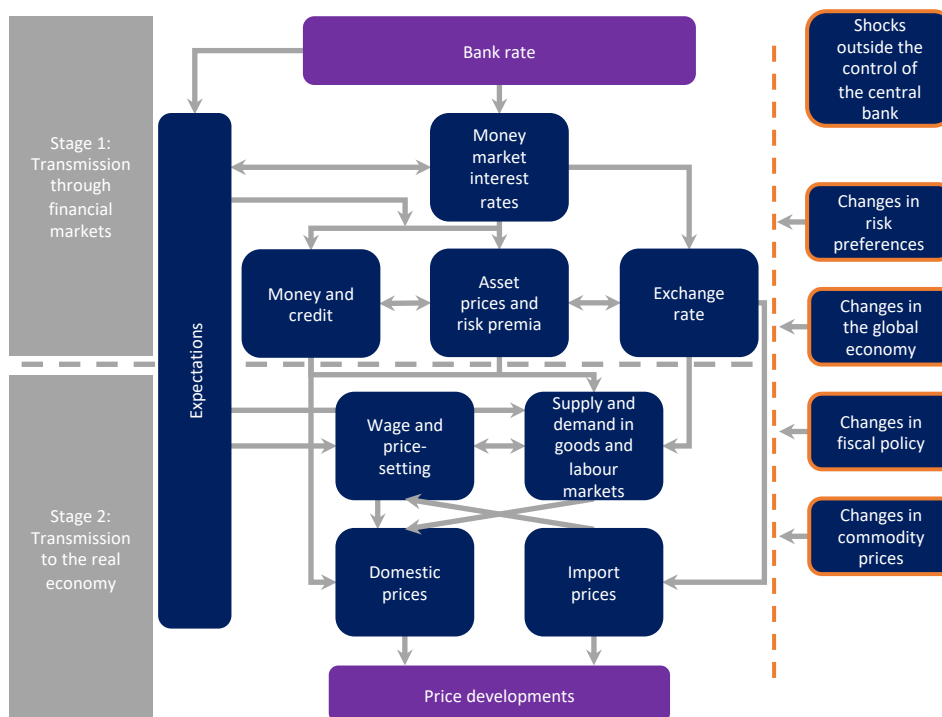 Bank rate
Shocks
outside the
control of
the central
bank
Stage 1:
Transmission
through
financial
markets
Money
market
interest
rates
Changes in
risk
preferences
Money and
credit
Asset
prices and
risk premia
Exchange
rate
Changes in
the global
economy
Expectations
Wage and
price-
setting
Supply and
demand in
goods and
labour
markets
Changes in
fiscal policy
Stage 2:
Transmission
to the real
economy
Domestic
prices
Import
prices
Changes in
commodity
prices
Price developments